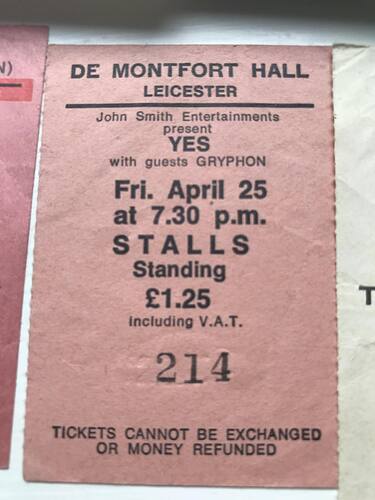 N)
DE MONTFORT HALL
LEICESTER
John Smith Entertainments
present
YES
with guests GRYPHON
Fri. April 25
at 7.30 p.m.
STALLS
Standing
£1.25
including V.A.T.
214
TICKETS CANNOT BE EXCHANGED
OR MONEY REFUNDED
T